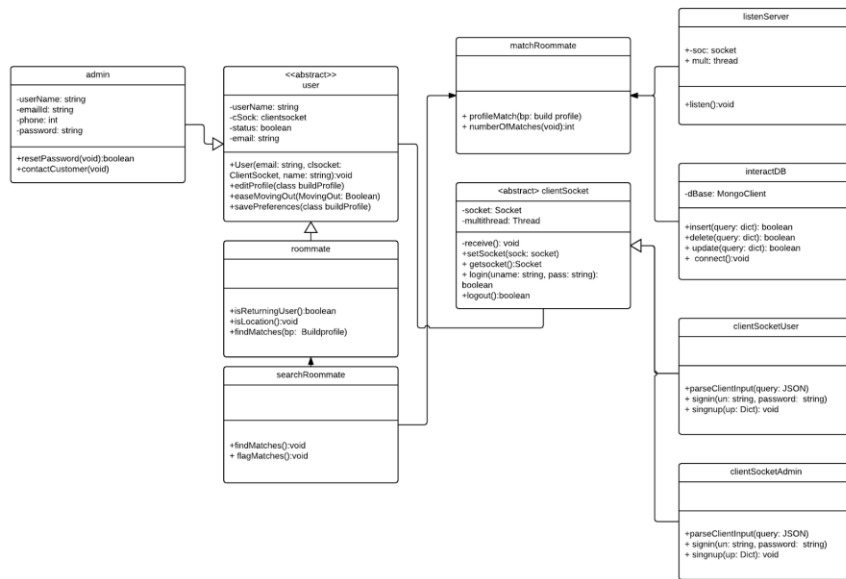 admin
-userName: string
-emailId: string
-phone: int
-password: string
+resetPassword(void):boolean
+contactCustomer(void)
<<abstract>>
user
-userName: string
-cSock: clientsocket
-status: boolean
-email: string
+User(email: string, clsocket:
ClientSocket, name: string):void
+editProfile(class buildProfile)
+easeMovingOut(MovingOut: Boolean)
+savePreferences(class buildProfile)
roommate
+isReturningUser():boolean
+isLocation():void
+findMatches(bp: Buildprofile)
searchRoommate
+findMatches():void
+ flagMatches():void
matchRoommate
+ profileMatch(bp: build profile)
+ numberOfMatches(void):int
<abstract> clientSocket
-socket: Socket
-multithread: Thread
-receive(): void
+setSocket(sock: socket)
+ getsocket():Socket
+login(uname: string, pass: string):
boolean
+logout():boolean
listenServer
+-soc: socket
+ mult: thread
+listen():void
interactDB
-dBase: MongoClient
+insert(query: dict): boolean
+delete(query: dict): boolean
+ update(query: dict): boolean
+ connect():void
clientSocketUser
+parseClientInput(query: JSON)
+ signin(un: string, password: string)
+ singnup(up: Dict): void
clientSocketAdmin
+parseClientInput(query: JSON)
+ signin(un: string, password: string)
+ singnup(up: Dict): void